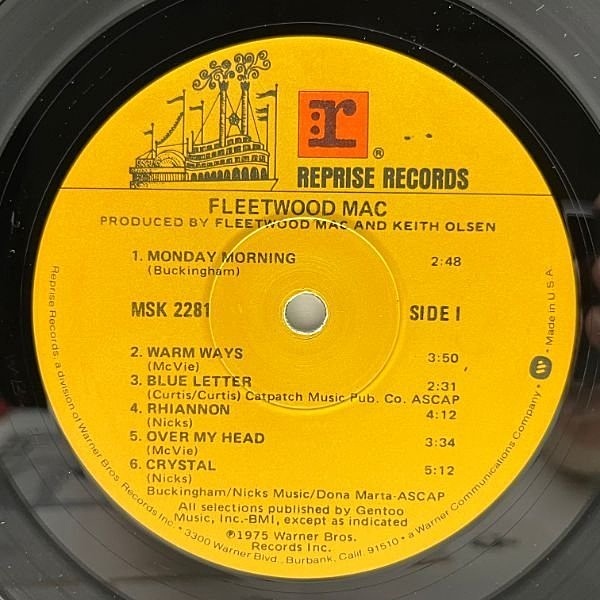 r
®
REPRISE RECORDS
FLEETWOOD MAC
PRODUCED BY FLEETWOOD MAC AND KEITH OLSEN
1. MONDAY MORNING 2:48
(Buckingham)
MSK 2281 SIDE I
2. WARM WAYS 3:50
(McVie)
3. BLUE LETTER 2:31
(Curtis/Curtis) Catpatch Music Pub. Co. ASCAP
4. RHIANNON 4:12
(Nicks)
5. OVER MY HEAD 3:34
(McVie)
6. CRYSTAL 5:12
(Nicks)
Buckingham/Nicks Music/Dona Marta-ASCAP
All selections published by Gentoo
Music, Inc.-BMI, except as indicated
℗1975 Warner Bros.
Records Inc.
Reprise Records, a division of Warner Bros. Records Inc. • 3300 Warner Blvd., Burbank, Calif. 91510 • a Warner Communications Company • W • Made in U.S.A.